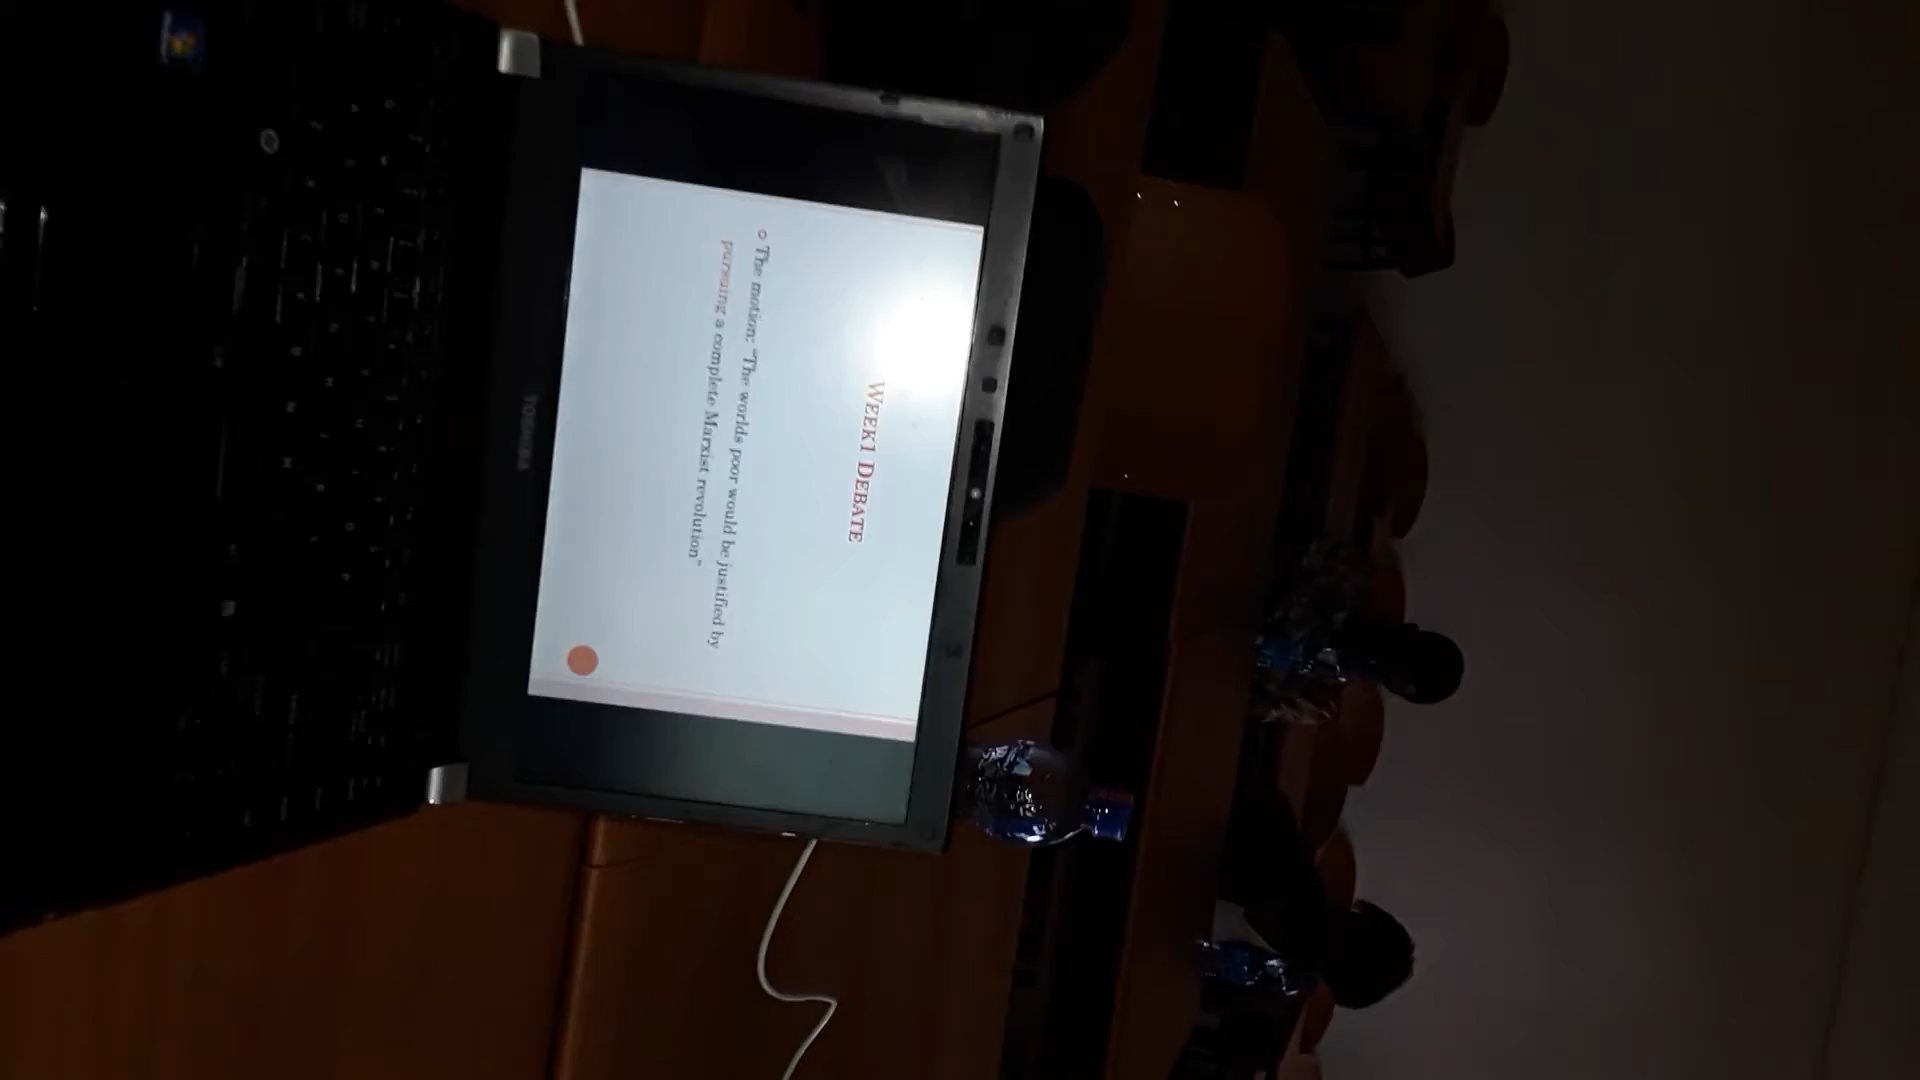 WEEK1 DEBATE
The motion: "The worlds poor would be justified by
pursuing a complete Marxist revolution"
TOSHIBA